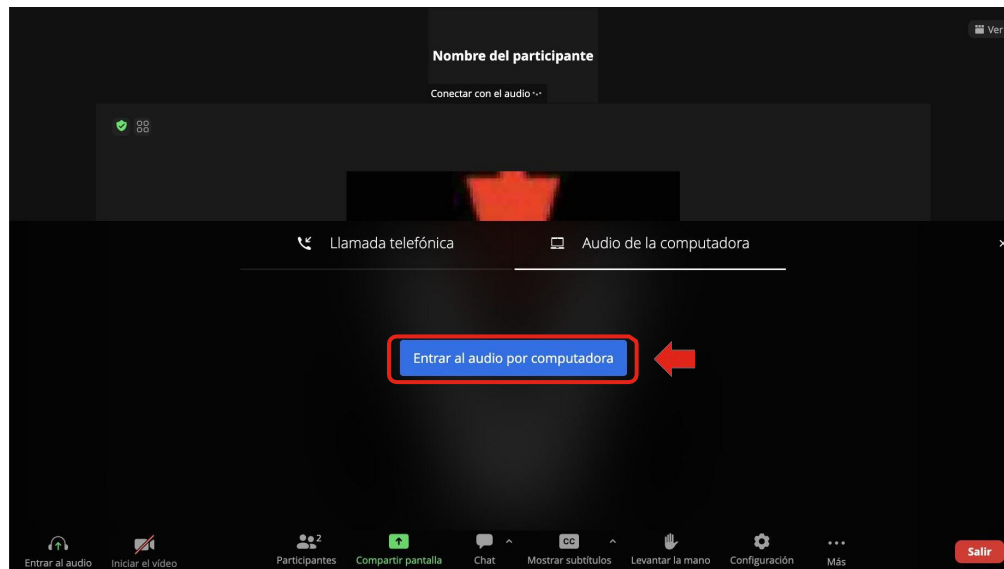 Ver
Nombre del participante
Conectar con el audio
Llamada telefónica
Audio de la computadora
Entrar al audio por computadora
2
CC
Entrar al audio
Iniciar el vídeo
Participantes
Compartir pantalla
Chat
Mostrar subtítulos
Levantar la mano
Configuración
Más
Salir